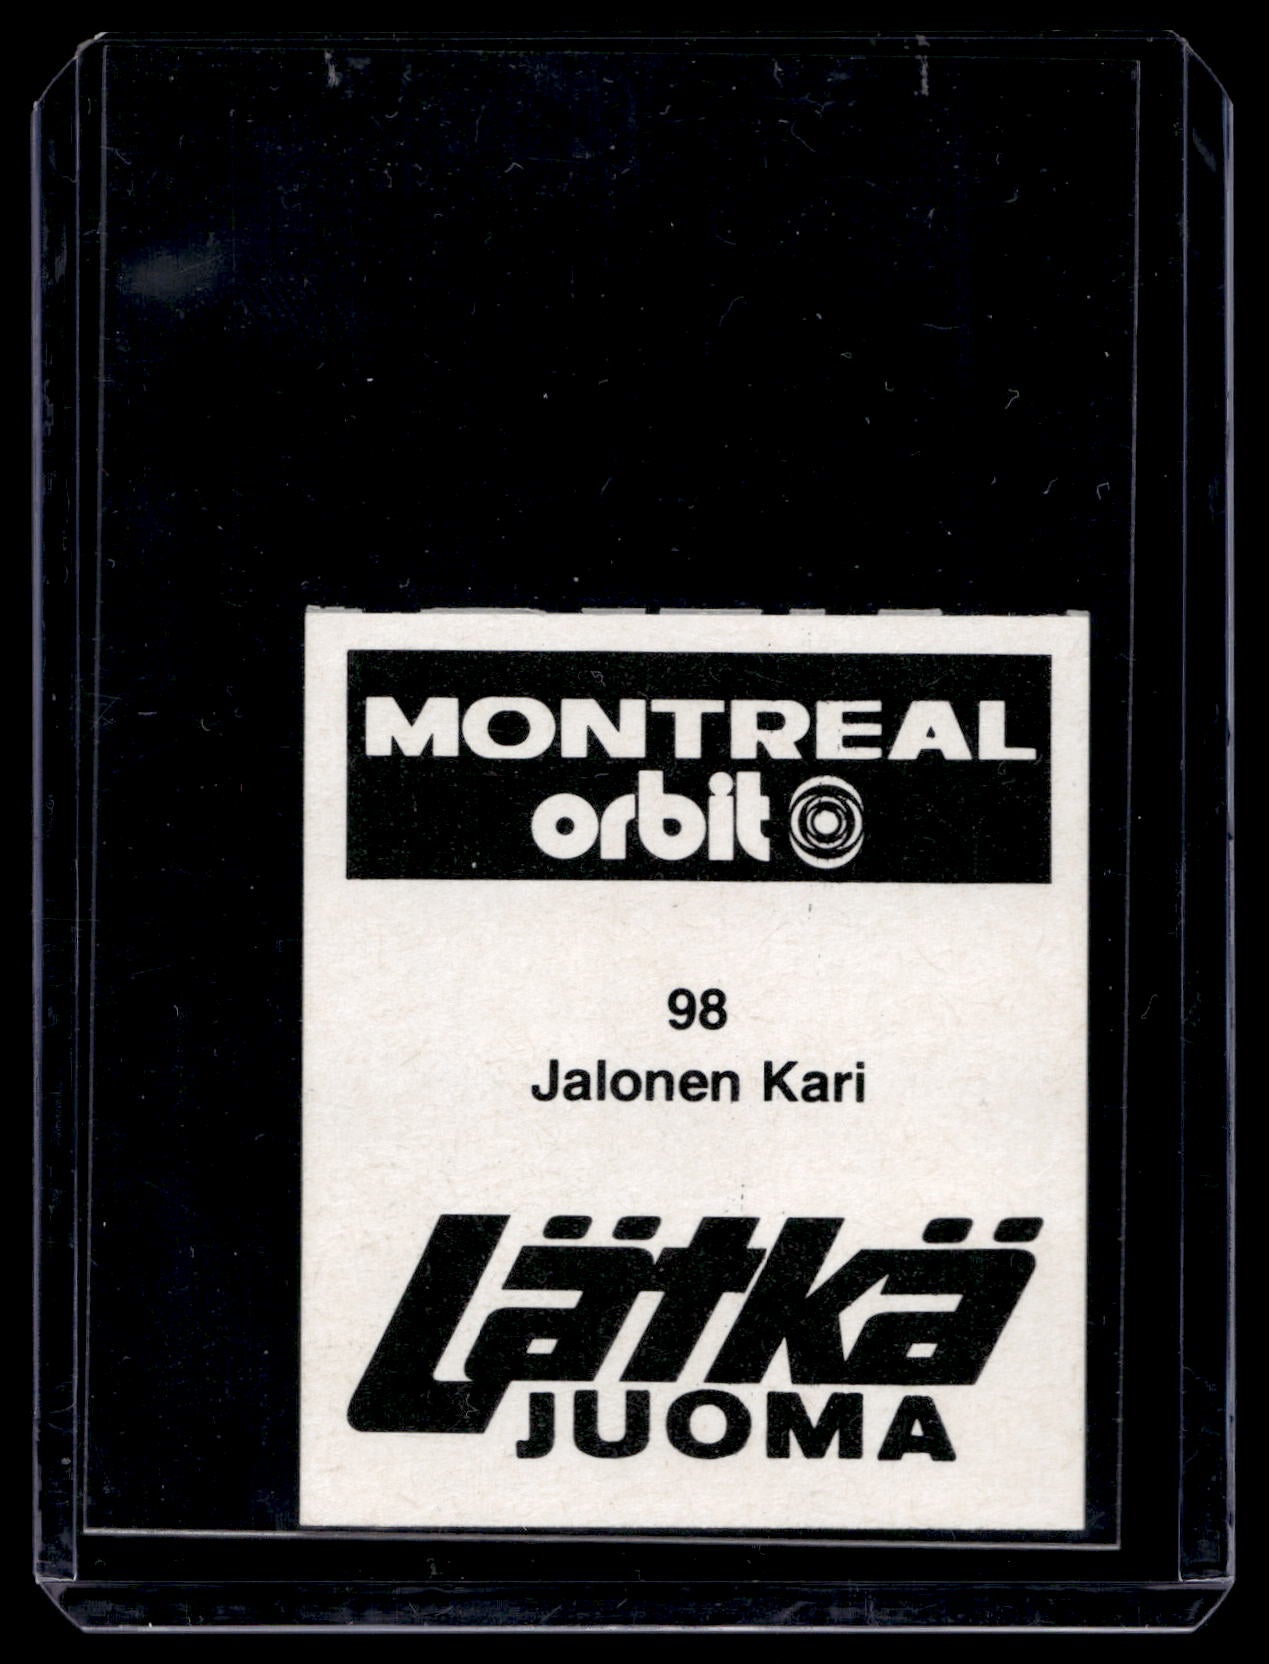 MONTREAL
orbit
98
Jalonen Kari
Lätkä
JUOMA